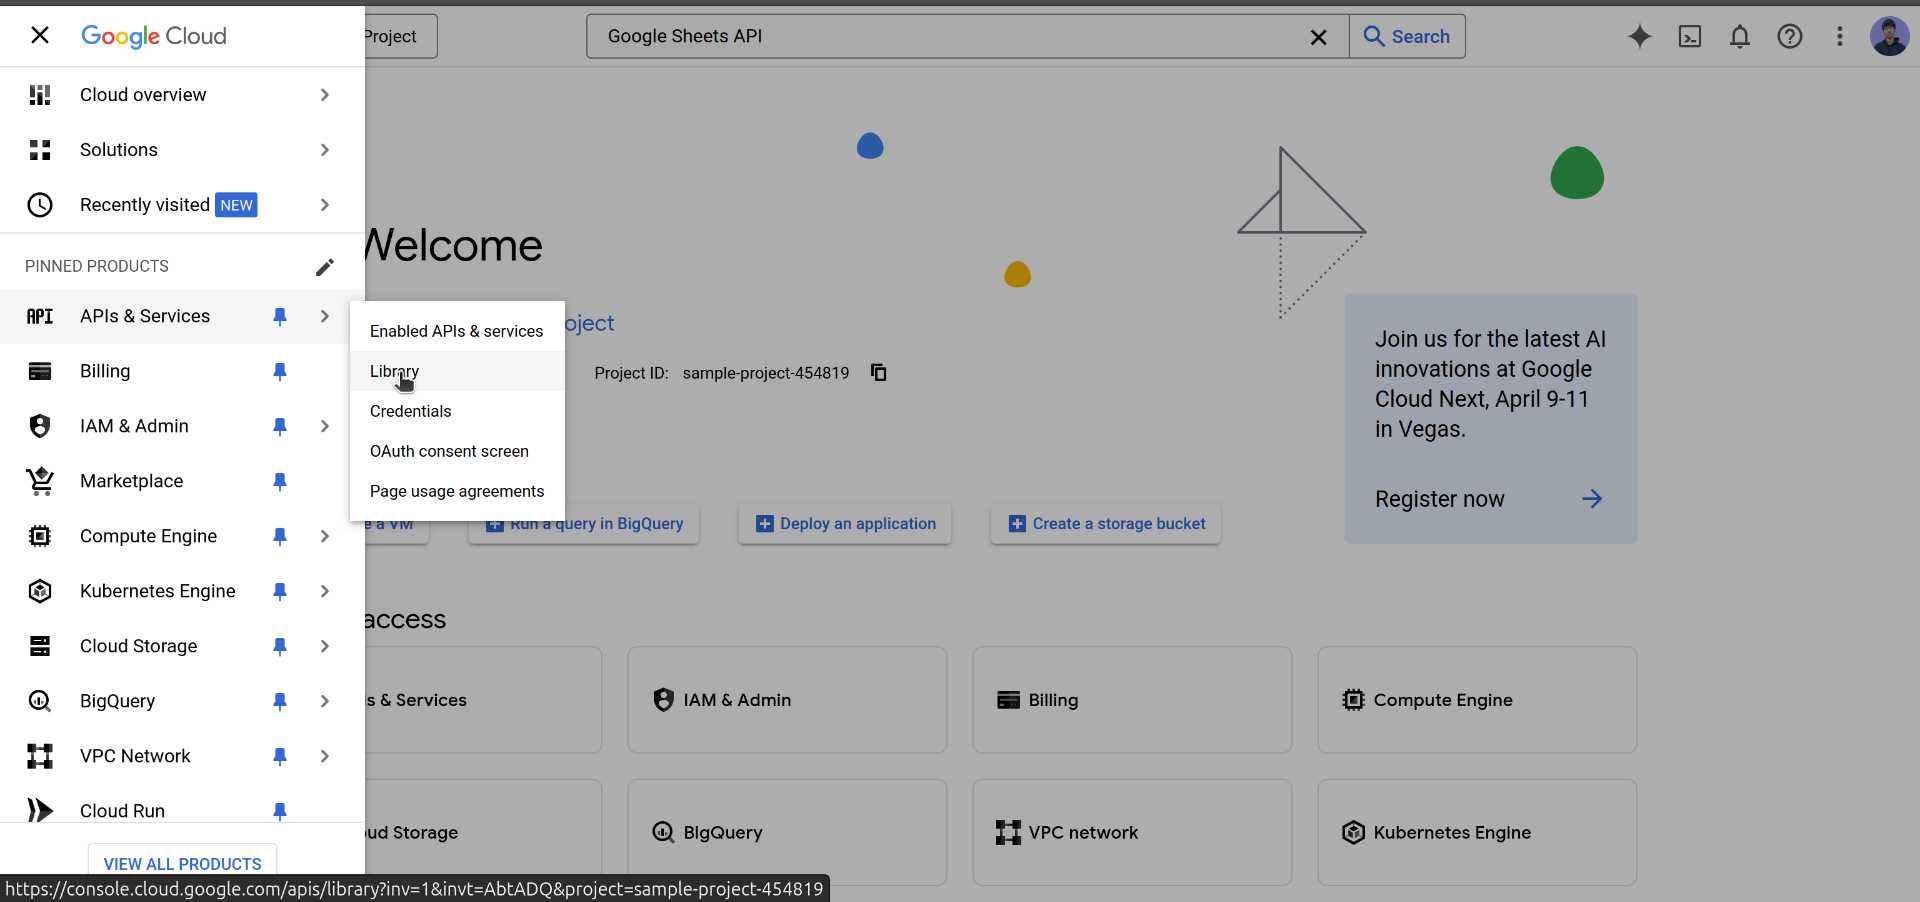 Google Cloud
Project
Google Sheets API
Search
Cloud overview
Solutions
Recently visited NEW
PINNED PRODUCTS
API APIs & Services
Billing
IAM & Admin
Marketplace
Compute Engine
Kubernetes Engine
Cloud Storage
BigQuery
VPC Network
Cloud Run
VIEW ALL PRODUCTS
Enabled APIs & services
Library
Credentials
OAuth consent screen
Page usage agreements
Welcome
oject
Project ID: sample-project-454819
e a VM
Run a query in BigQuery
Deploy an application
Create a storage bucket
Join us for the latest AI
innovations at Google
Cloud Next, April 9-11
in Vegas.
Register now
access
s & Services
IAM & Admin
Billing
Compute Engine
ud Storage
BigQuery
VPC network
Kubernetes Engine
https://console.cloud.google.com/apis/library?inv=1&invt=AbtADQ&project=sample-project-454819